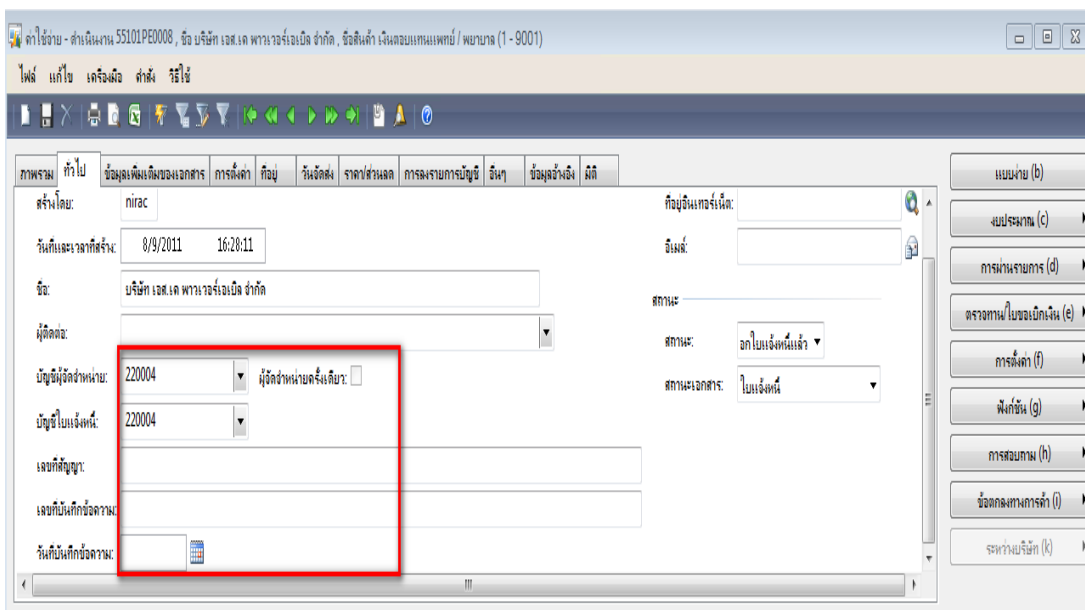 ค่าใช้จ่าย - ดำเนินงาน 55101PE0008 , ชื่อ บริษัท เอส.เค พาวเวอร์เอเบิล จำกัด , ชื่อสินค้า เงินตอบแทนแพทย์ / พยาบาล (1 - 9001)
ไฟล์ แก้ไข เครื่องมือ คำสั่ง วิธีใช้
ภาพรวม ทั่วไป ข้อมูลเพิ่มเติมของเอกสาร การตั้งค่า ที่อยู่ วันจัดส่ง ราคา/ส่วนลด การลงรายการบัญชี อื่นๆ ข้อมูลอ้างอิง มิติ
แบบง่าย (b)
สร้างโดย: nirac ที่อยู่อินเทอร์เน็ต:
งบประมาณ (c)
วันที่และเวลาที่สร้าง: 8/9/2011 16:28:11 อีเมล์:
การผ่านรายการ (d)
ชื่อ: บริษัท เอส.เค พาวเวอร์เอเบิล จำกัด
สถานะ
ตรวจทาน/ใบขอเบิกเงิน (e)
ผู้ติดต่อ: สถานะ: อกใบแจ้งหนี้แล้ว
การตั้งค่า (f)
บัญชีผู้จัดจำหน่าย: 220004 ผู้จัดจำหน่ายครั้งเดียว: สถานะเอกสาร: ใบแจ้งหนี้
ฟังก์ชัน (g)
บัญชีใบแจ้งหนี้: 220004
การสอบถาม (h)
เลขที่สัญญา:
ข้อตกลงทางการค้า (i)
เลขที่บันทึกข้อความ:
วันที่บันทึกข้อความ:
ระหว่างบริษัท (k)